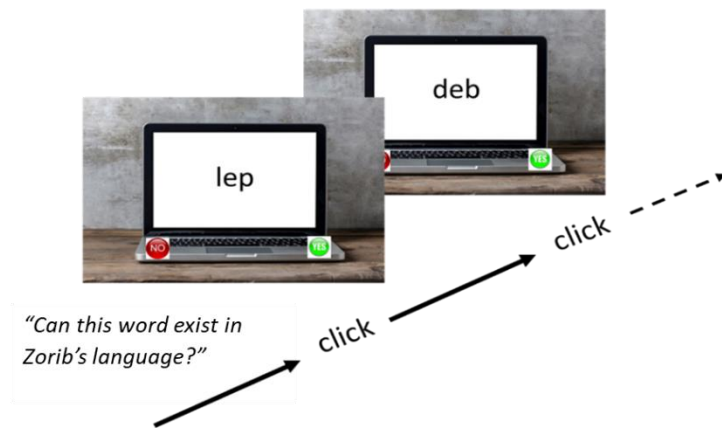 deb
YES
lep
NO
YES
click
click
“Can this word exist in
Zorib’s language?”